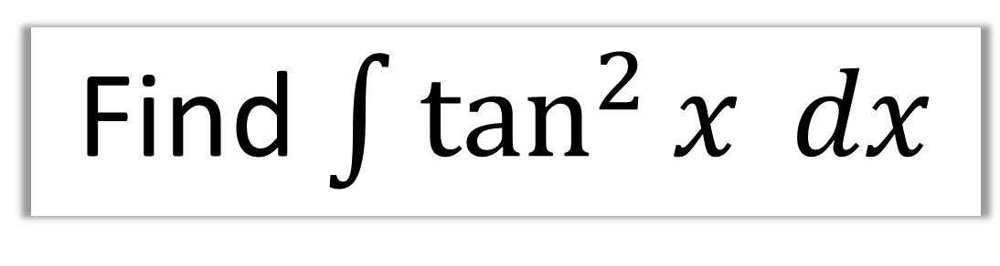 Find ∫ tan² x dx